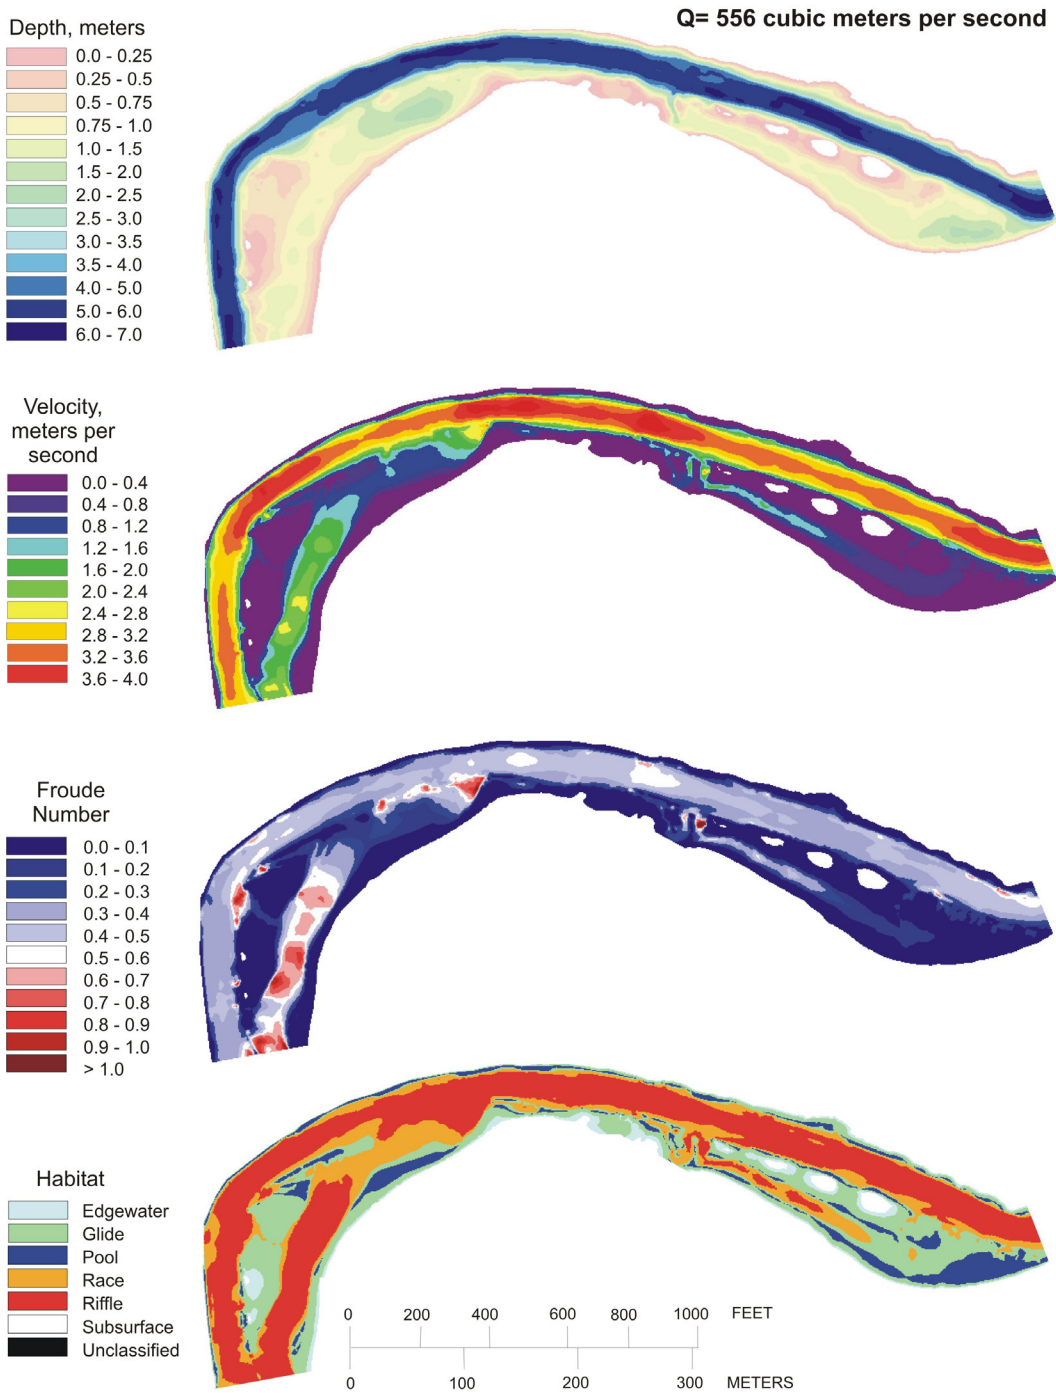 Q= 556 cubic meters per second
Depth, meters
0.0 - 0.25
0.25 - 0.5
0.5 - 0.75
0.75 - 1.0
1.0 - 1.5
1.5 - 2.0
2.0 - 2.5
2.5 - 3.0
3.0 - 3.5
3.5 - 4.0
4.0 - 5.0
5.0 - 6.0
6.0 - 7.0
Velocity,
meters per
second
0.0 - 0.4
0.4 - 0.8
0.8 - 1.2
1.2 - 1.6
1.6 - 2.0
2.0 - 2.4
2.4 - 2.8
2.8 - 3.2
3.2 - 3.6
3.6 - 4.0
Froude
Number
0.0 - 0.1
0.1 - 0.2
0.2 - 0.3
0.3 - 0.4
0.4 - 0.5
0.5 - 0.6
0.6 - 0.7
0.7 - 0.8
0.8 - 0.9
0.9 - 1.0
> 1.0
Habitat
Edgewater
Glide
Pool
Race
Riffle
Subsurface
Unclassified
0 200 400 600 800 1000 FEET
0 100 200 300 METERS